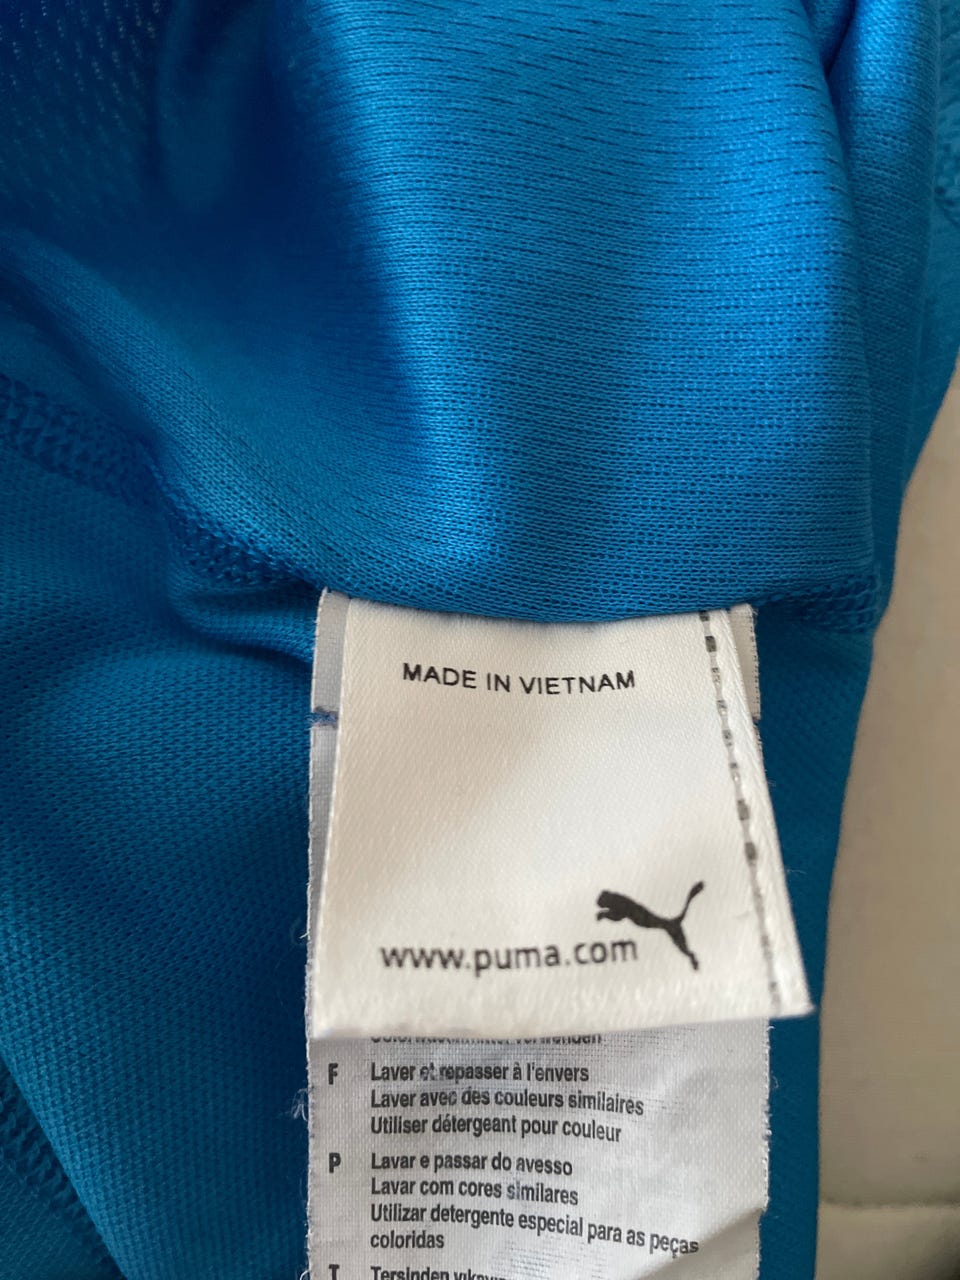 MADE IN VIETNAM
www.puma.com
F Laver et repasser à l'envers
Laver avec des couleurs similaires
Utiliser détergeant pour couleur
P Lavar e passar do avesso
Lavar com cores similares
Utilizar detergente especial para as peças
coloridas
T Tersinden